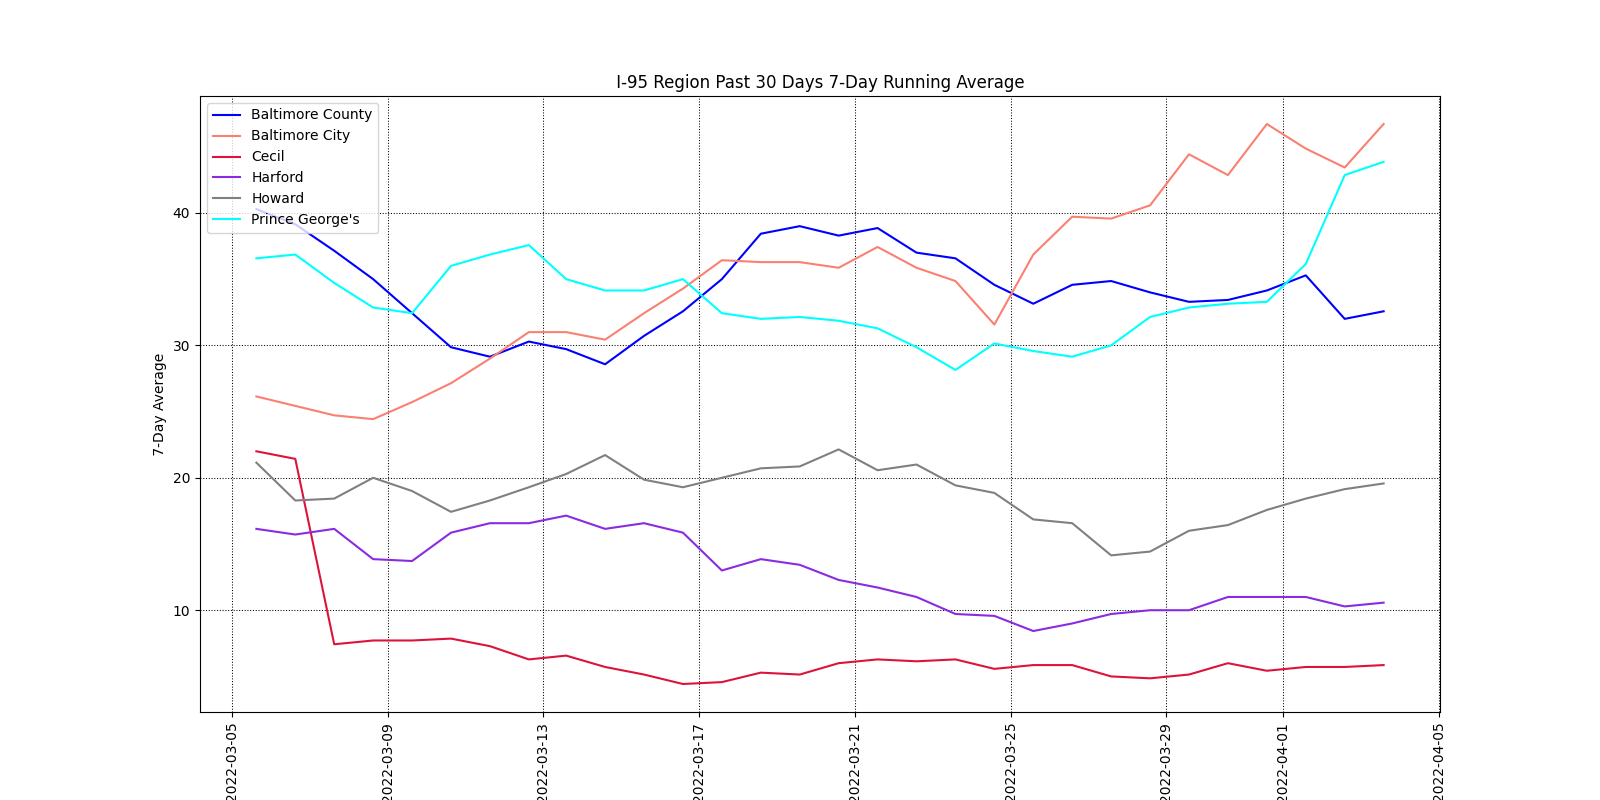 I-95 Region Past 30 Days 7-Day Running Average
Baltimore County
Baltimore City
Cecil
Harford
Howard
Prince George's
7-Day Average
40
30
20
10
2022-03-05
2022-03-09
2022-03-13
2022-03-17
2022-03-21
2022-03-25
2022-03-29
2022-04-01
2022-04-05